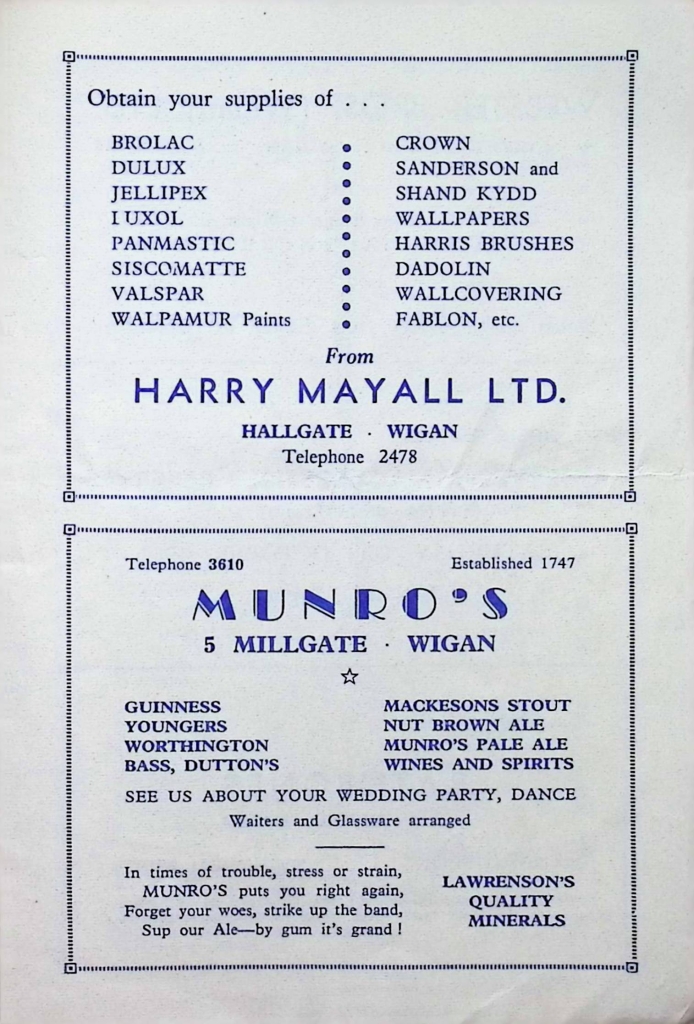 Obtain your supplies of . . .
BROLAC
DULUX
JELLIPEX
LUXOL
PANMASTIC
SISCOMATTE
VALSPAR
WALPAMUR Paints
CROWN
SANDERSON and
SHAND KYDD
WALLPAPERS
HARRIS BRUSHES
DADOLIN
WALLCOVERING
FABLON, etc.
From
HARRY MAYALL LTD.
HALLGATE · WIGAN
Telephone 2478
Telephone 3610 Established 1747
MUNRO'S
5 MILLGATE · WIGAN
GUINNESS
YOUNGERS
WORTHINGTON
BASS, DUTTON'S
MACKESONS STOUT
NUT BROWN ALE
MUNRO'S PALE ALE
WINES AND SPIRITS
SEE US ABOUT YOUR WEDDING PARTY, DANCE
Waiters and Glassware arranged
In times of trouble, stress or strain,
MUNRO'S puts you right again,
Forget your woes, strike up the band,
Sup our Ale—by gum it's grand !
LAWRENSON'S
QUALITY
MINERALS